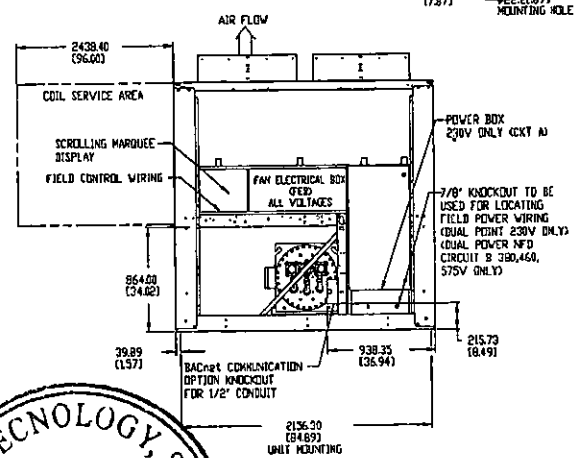 (7.87)
MOUNTING HOLE
AIR FLOW
2438.40
[96.00]
COIL SERVICE AREA
SCROLLING MARQUEE
DISPLAY
FIELD CONTROL WIRING
FAN ELECTRICAL BOX
(FEB)
ALL VOLTAGES
POWER BOX
230V ONLY (CKT A)
7/8" KNOCKOUT TO BE
USED FOR LOCATING
FIELD POWER WIRING
(DUAL POINT 230V ONLY)
(DUAL POWER NFD
CIRCUIT B 380,460,
575V ONLY)
864.00
[34.02]
39.89
[1.57]
BACnet COMMUNICATION
OPTION KNOCKOUT
FOR 1/2" CONDUIT
938.35
[36.94]
215.73
[8.49]
2156.30
[84.89]
UNIT MOUNTING
ECNOLOGY,